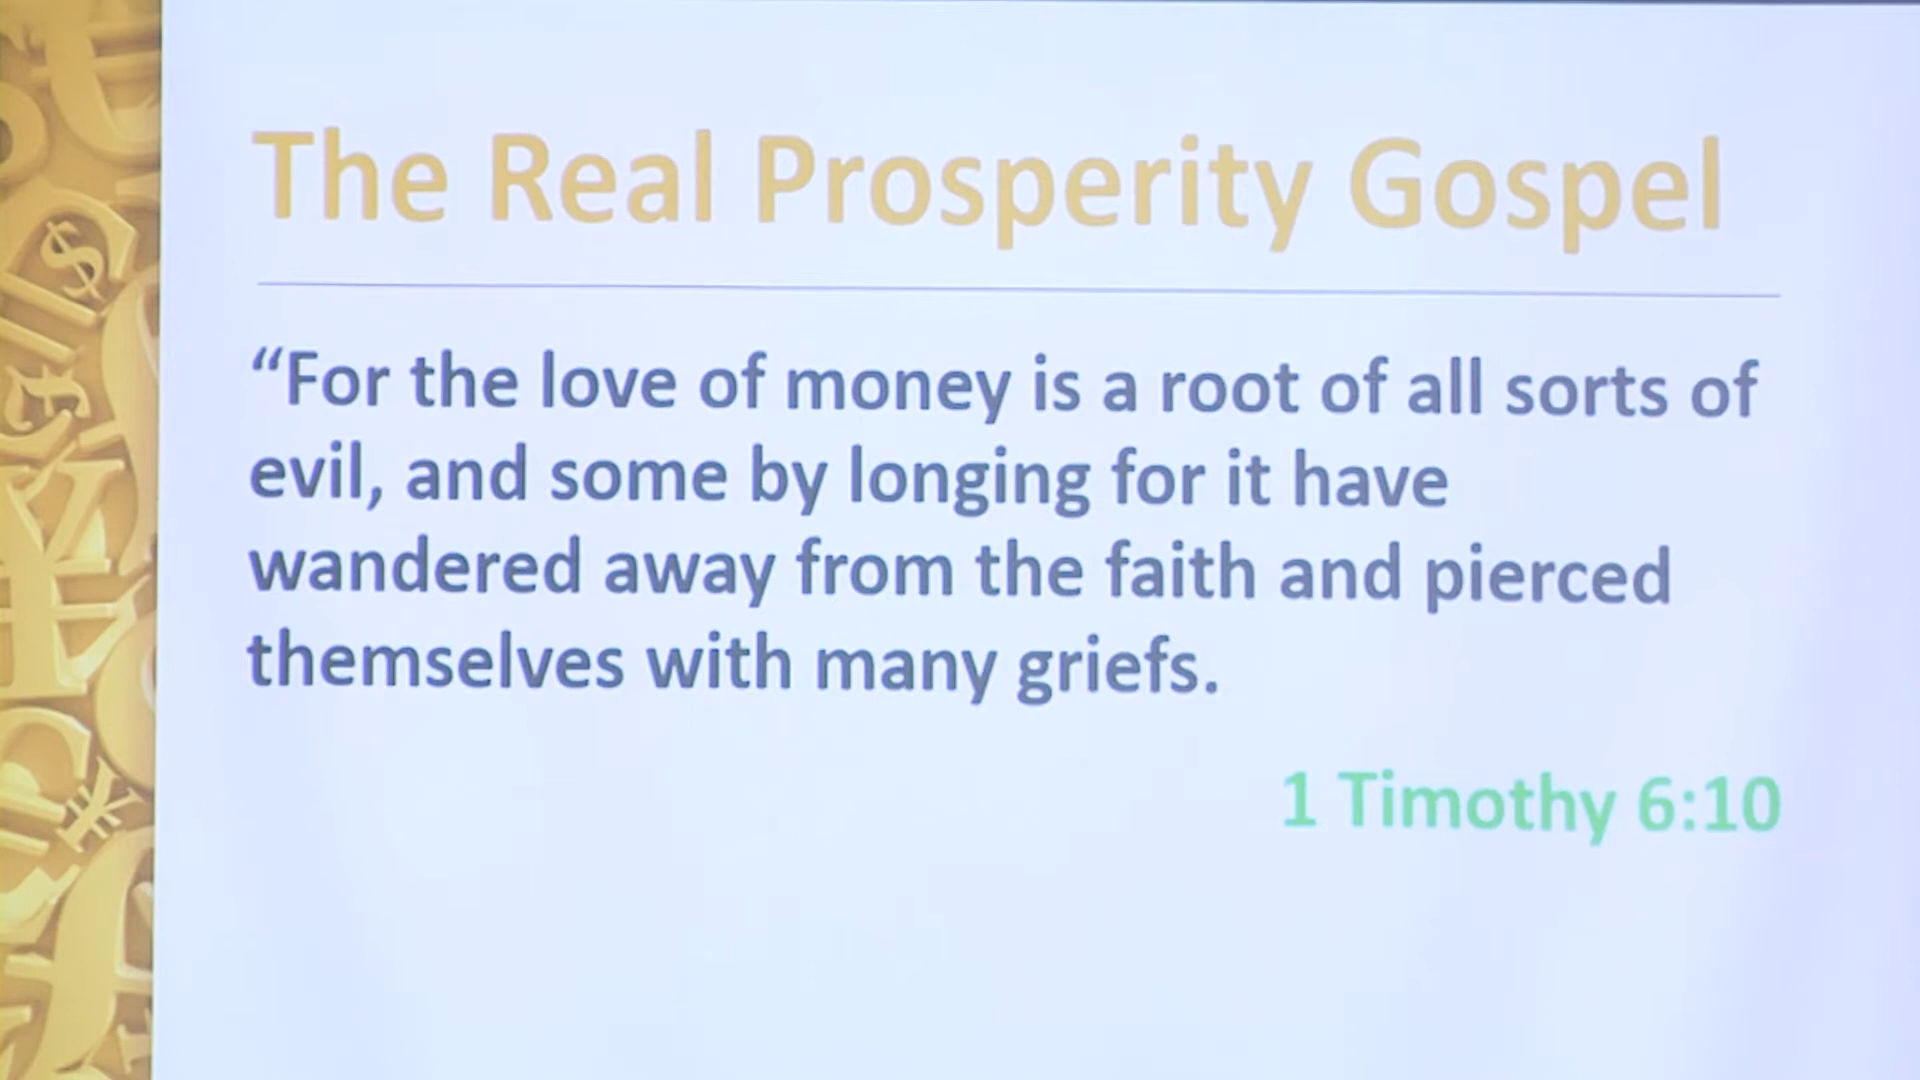 The Real Prosperity Gospel
“For the love of money is a root of all sorts of
evil, and some by longing for it have
wandered away from the faith and pierced
themselves with many griefs.
1 Timothy 6:10